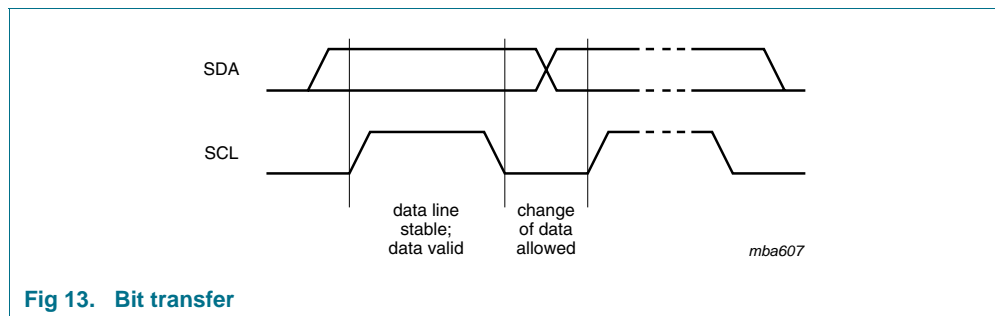 SDA
SCL
data line
stable;
data valid
change
of data
allowed
mba607
Fig 13. Bit transfer